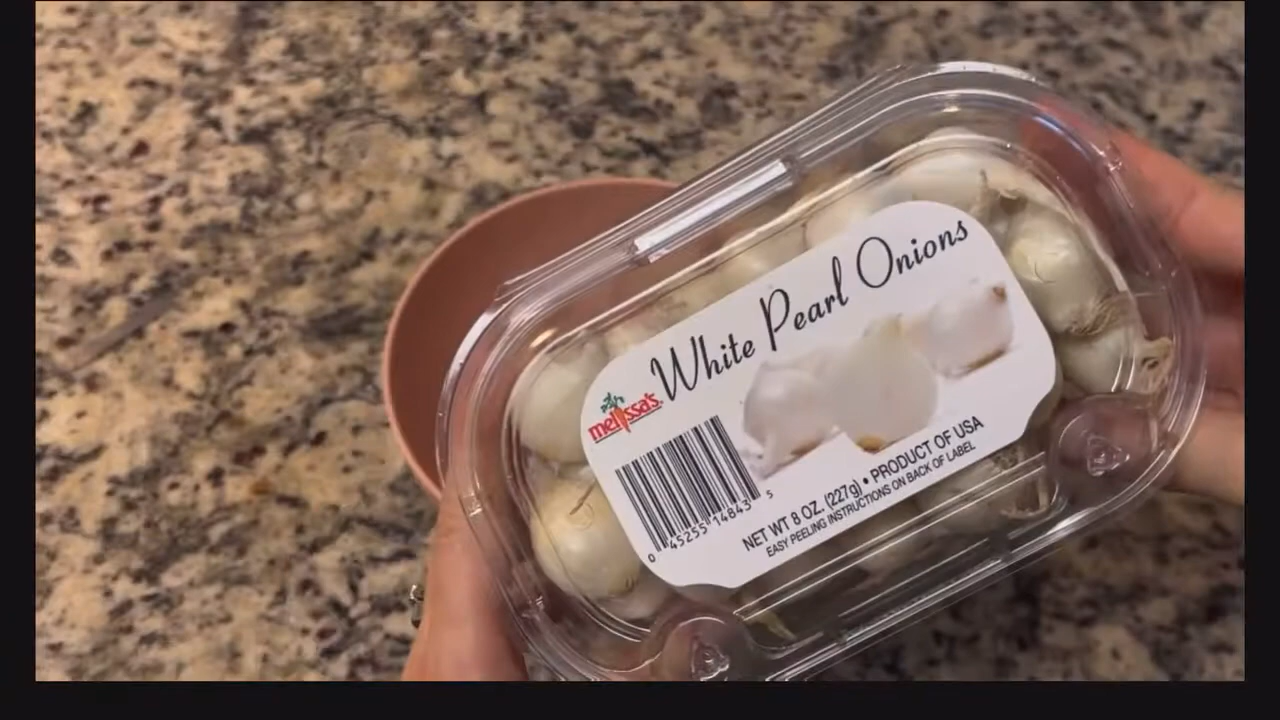 White Pearl Onions
melissa's
0 45255 14843 5
NET WT 8 OZ. (227g) • PRODUCT OF USA
EASY PEELING INSTRUCTIONS ON BACK OF LABEL